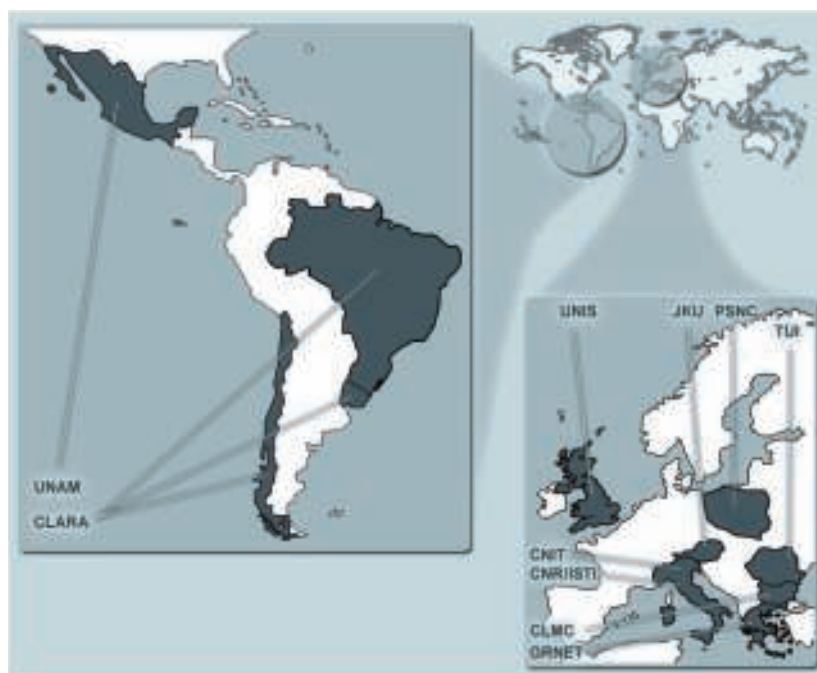 UNAM
CLARA
UNIS JKU PSNC
TUI
CNIT
CNR/ISTI
CLMC
GRNET